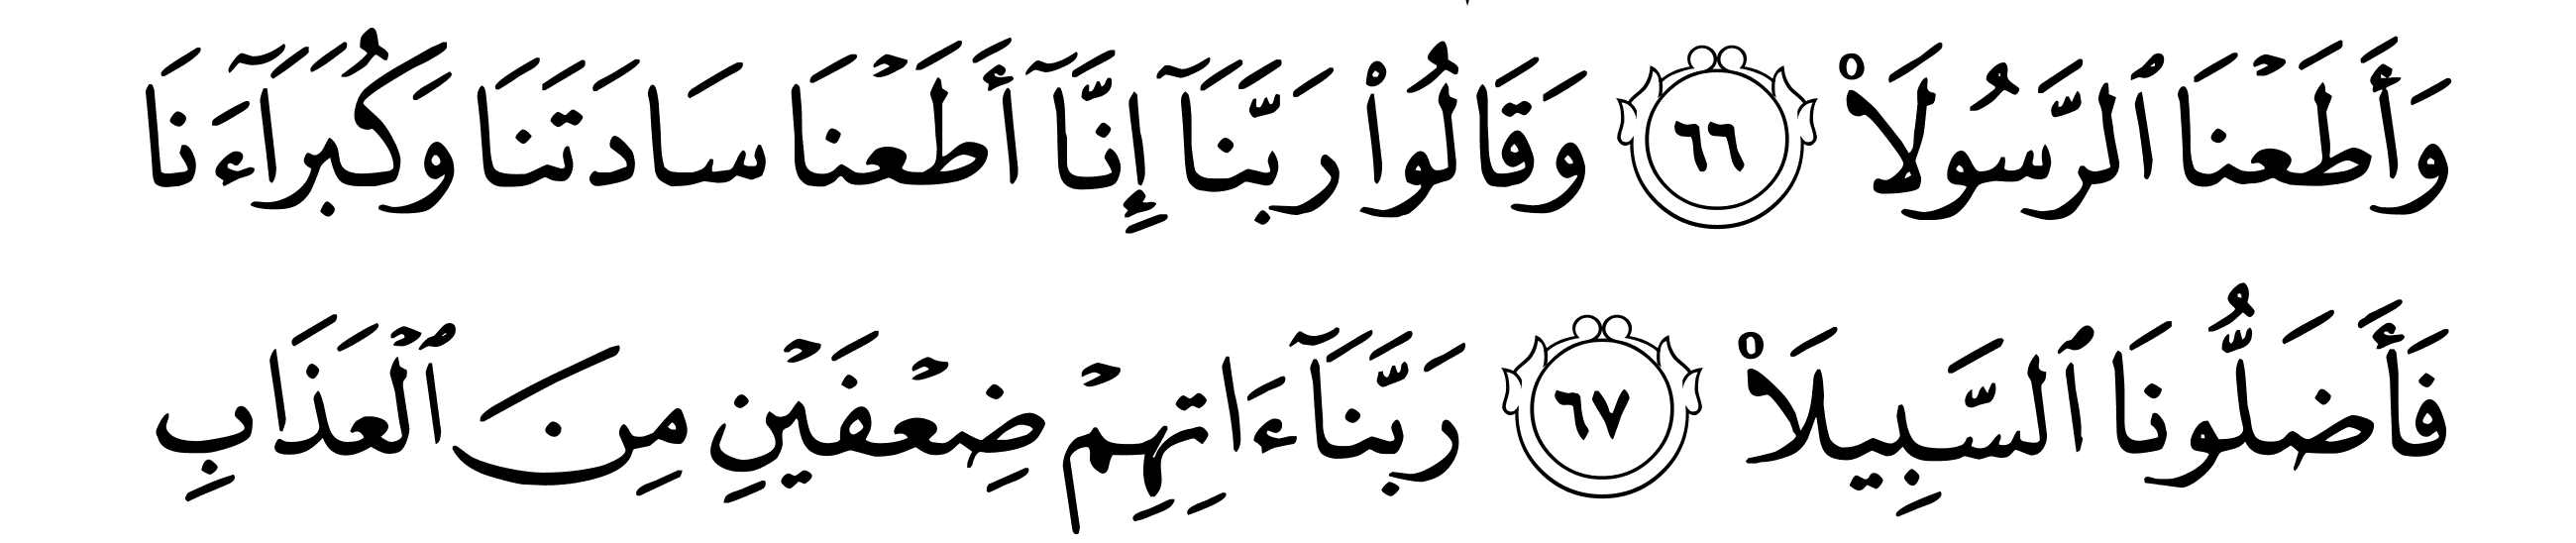 وَأَطَعْنَا ٱلرَّسُولَا۠ ٦٦ وَقَالُوا۟ رَبَّنَآ إِنَّآ أَطَعْنَا سَادَتَنَا وَكُبَرَآءَنَا
فَأَضَلُّونَا ٱلسَّبِيلَا۠ ٦٧ رَبَّنَآ ءَاتِهِمْ ضِعْفَيْنِ مِنَ ٱلْعَذَابِ